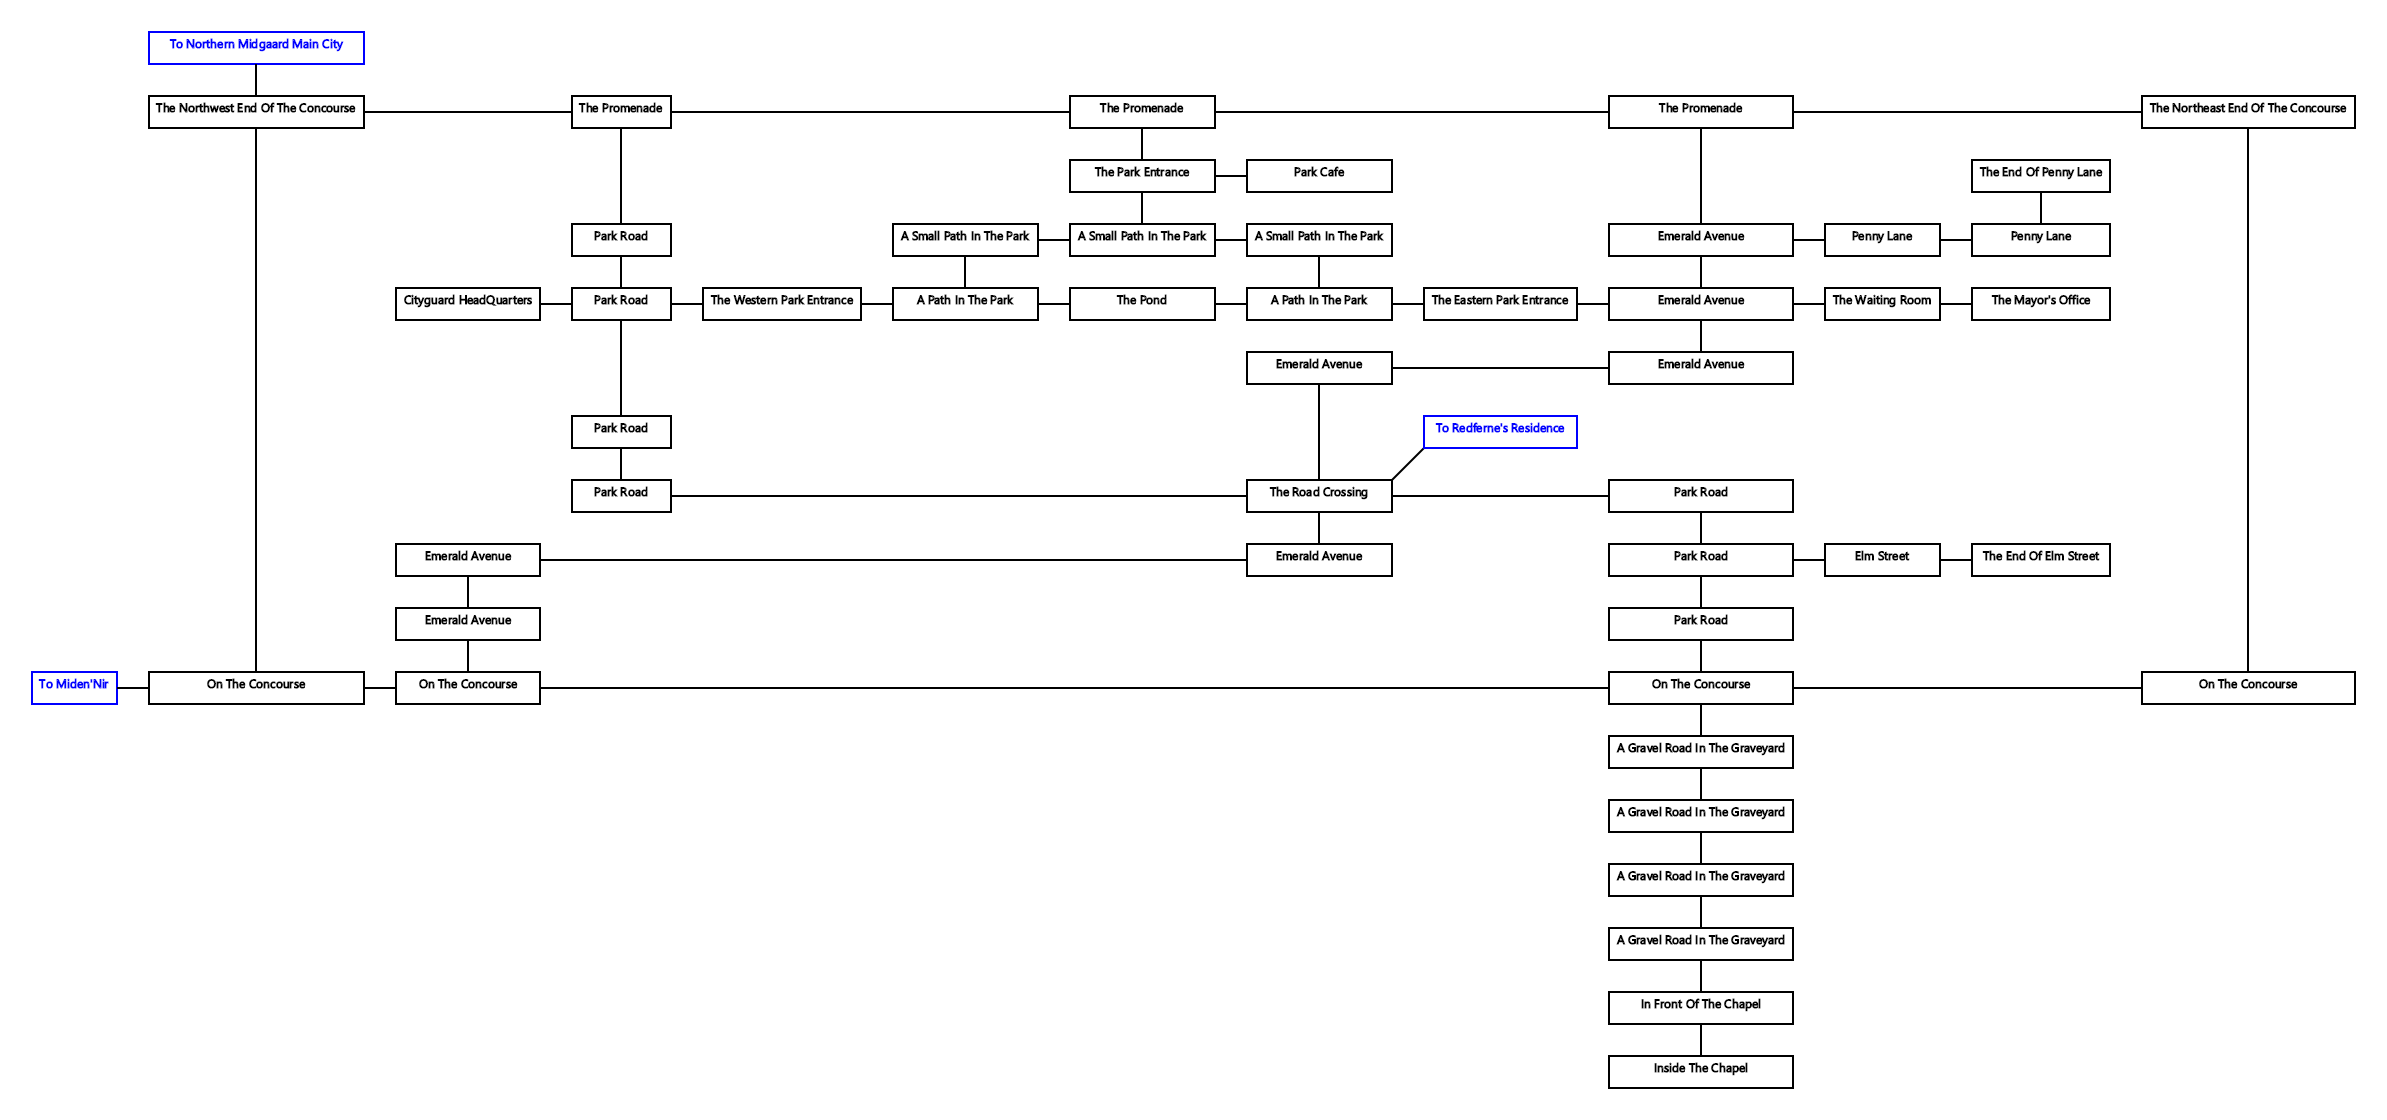 To Northern Midgaard Main City
The Northwest End Of The Concourse
The Promenade
The Promenade
The Promenade
The Northeast End Of The Concourse
The Park Entrance
Park Cafe
The End Of Penny Lane
Park Road
A Small Path In The Park
A Small Path In The Park
A Small Path In The Park
Emerald Avenue
Penny Lane
Penny Lane
Cityguard HeadQuarters
Park Road
The Western Park Entrance
A Path In The Park
The Pond
A Path In The Park
The Eastern Park Entrance
Emerald Avenue
The Waiting Room
The Mayor's Office
Emerald Avenue
Emerald Avenue
Park Road
To Redferne's Residence
Park Road
The Road Crossing
Park Road
Emerald Avenue
Emerald Avenue
Park Road
Elm Street
The End Of Elm Street
Emerald Avenue
Park Road
To Miden'Nir
On The Concourse
On The Concourse
On The Concourse
On The Concourse
A Gravel Road In The Graveyard
A Gravel Road In The Graveyard
A Gravel Road In The Graveyard
A Gravel Road In The Graveyard
In Front Of The Chapel
Inside The Chapel